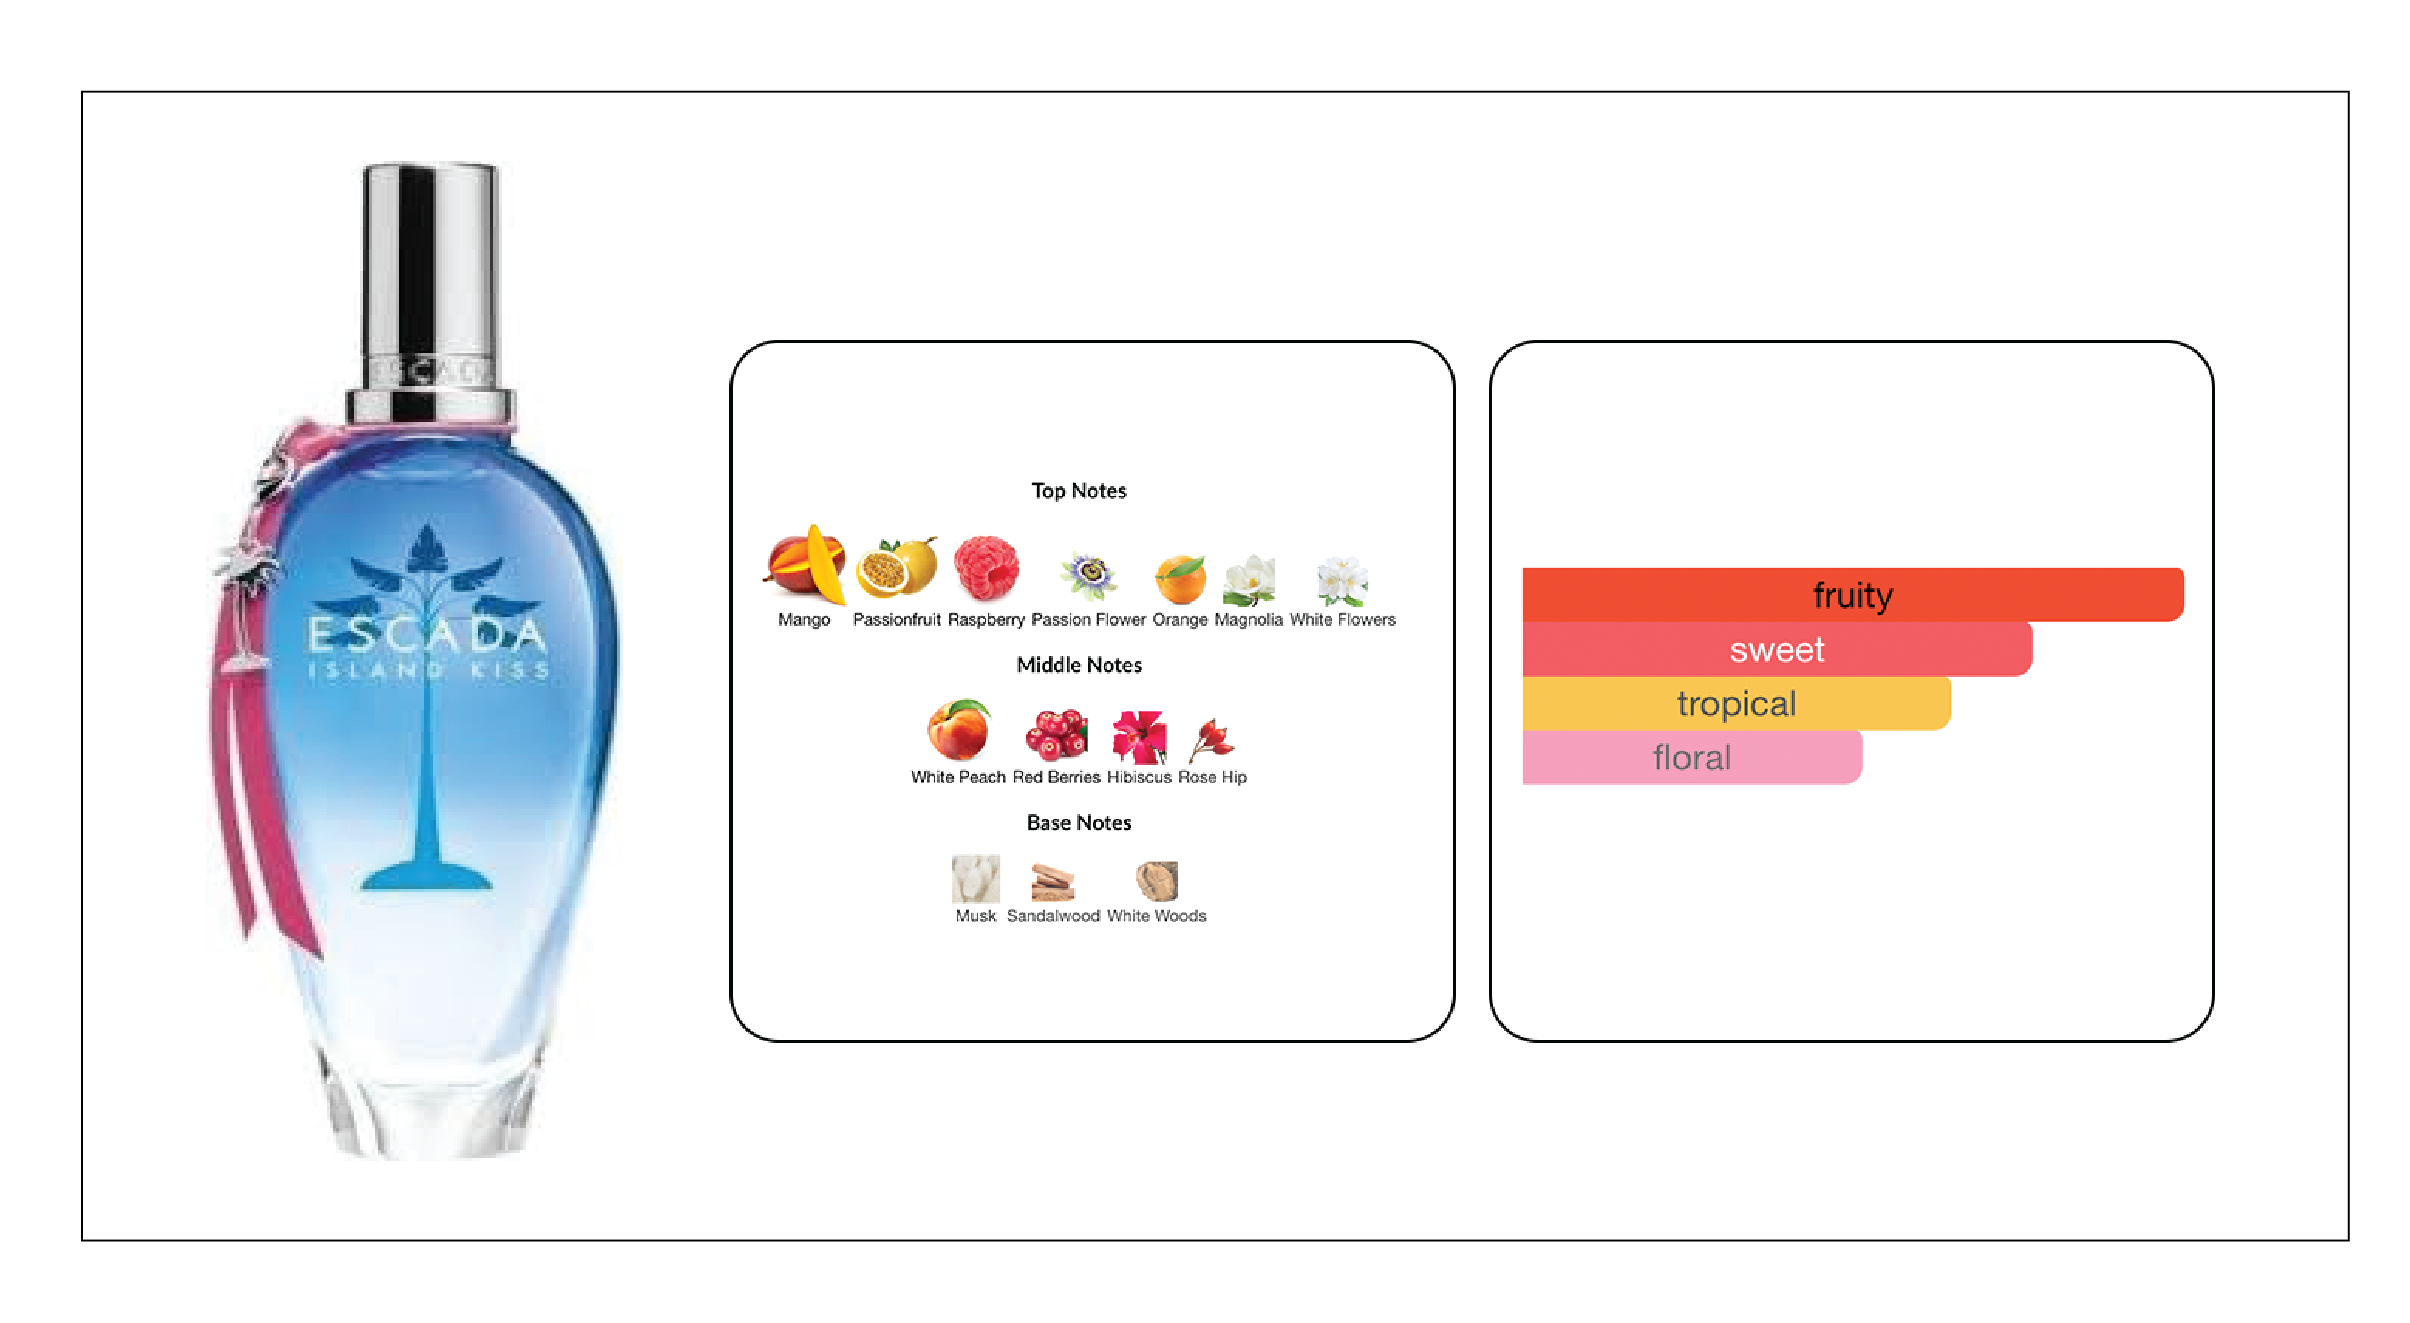 ESCADA
ESCADA
ISLAND KISS
Top Notes
Mango Passionfruit Raspberry Passion Flower Orange Magnolia White Flowers
Middle Notes
White Peach Red Berries Hibiscus Rose Hip
Base Notes
Musk Sandalwood White Woods
fruity
sweet
tropical
floral